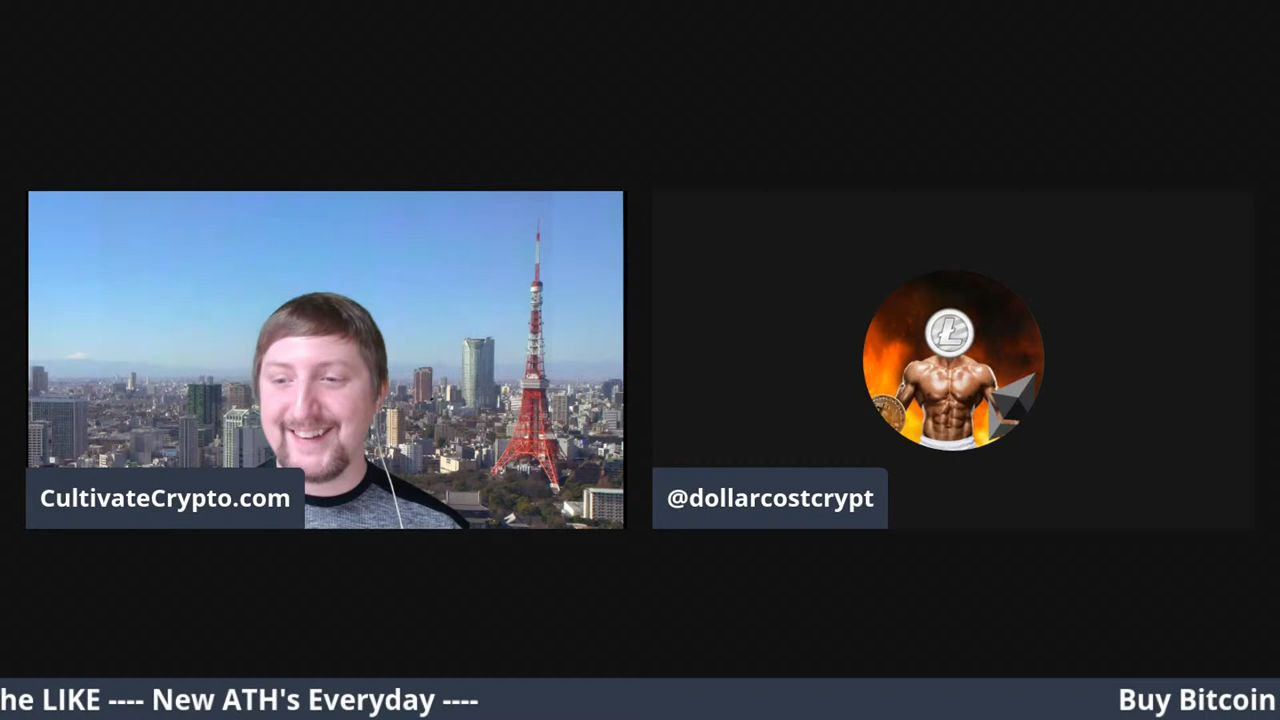 CultivateCrypto.com
@dollarcostcrypt
he LIKE ---- New ATH's Everyday ----
Buy Bitcoin